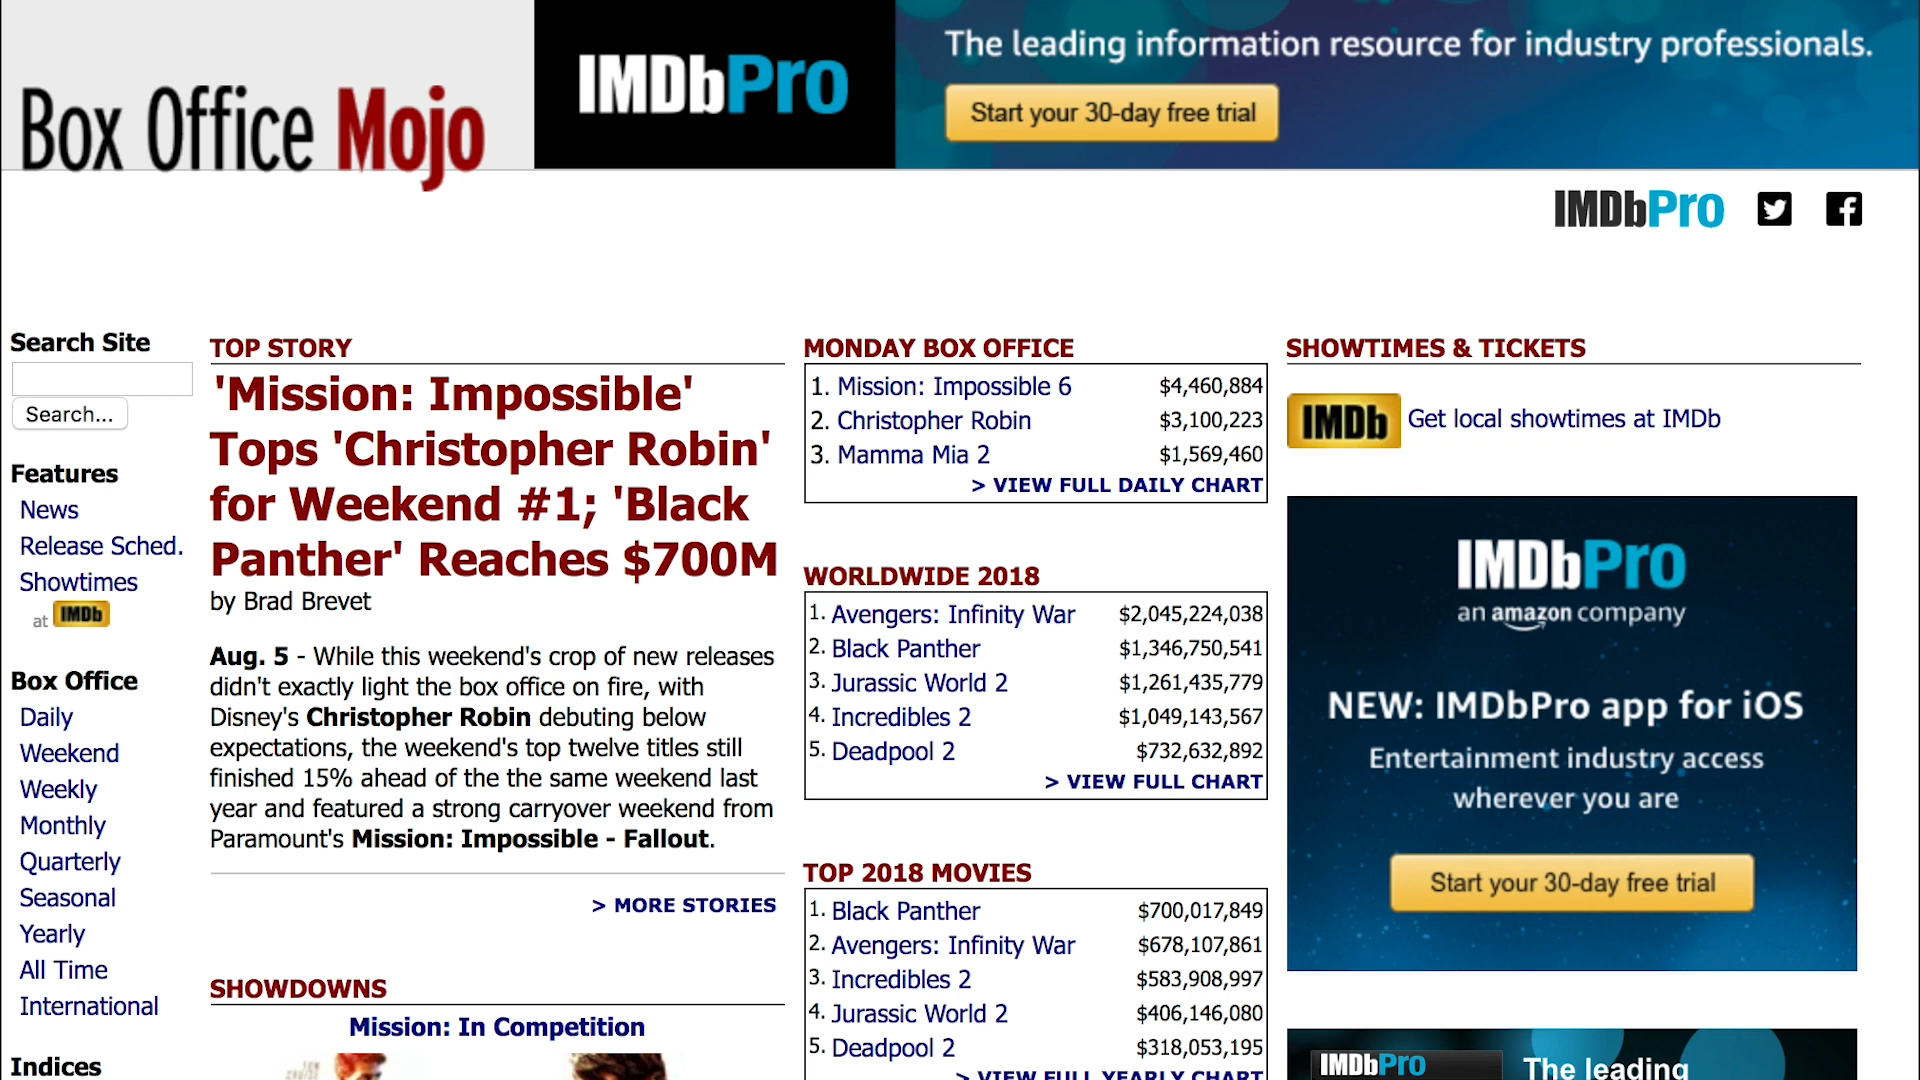 Box Office Mojo
IMDbPro
The leading information resource for industry professionals.
Start your 30-day free trial
IMDbPro
Search Site
Search...
Features
News
Release Sched.
Showtimes
at IMDb
Box Office
Daily
Weekend
Weekly
Monthly
Quarterly
Seasonal
Yearly
All Time
International
Indices
TOP STORY
'Mission: Impossible'
Tops 'Christopher Robin'
for Weekend #1; 'Black
Panther' Reaches $700M
by Brad Brevet
Aug. 5 - While this weekend's crop of new releases
didn't exactly light the box office on fire, with
Disney's Christopher Robin debuting below
expectations, the weekend's top twelve titles still
finished 15% ahead of the the same weekend last
year and featured a strong carryover weekend from
Paramount's Mission: Impossible - Fallout.
> MORE STORIES
SHOWDOWNS
Mission: In Competition
MONDAY BOX OFFICE
1. Mission: Impossible 6 $4,460,884
2. Christopher Robin $3,100,223
3. Mamma Mia 2 $1,569,460
> VIEW FULL DAILY CHART
WORLDWIDE 2018
1. Avengers: Infinity War $2,045,224,038
2. Black Panther $1,346,750,541
3. Jurassic World 2 $1,261,435,779
4. Incredibles 2 $1,049,143,567
5. Deadpool 2 $732,632,892
> VIEW FULL CHART
TOP 2018 MOVIES
1. Black Panther $700,017,849
2. Avengers: Infinity War $678,107,861
3. Incredibles 2 $583,908,997
4. Jurassic World 2 $406,146,080
5. Deadpool 2 $318,053,195
> VIEW FULL YEARLY CHART
SHOWTIMES & TICKETS
IMDb Get local showtimes at IMDb
IMDbPro
an amazon company
NEW: IMDbPro app for iOS
Entertainment industry access
wherever you are
Start your 30-day free trial
IMDbPro
The leading